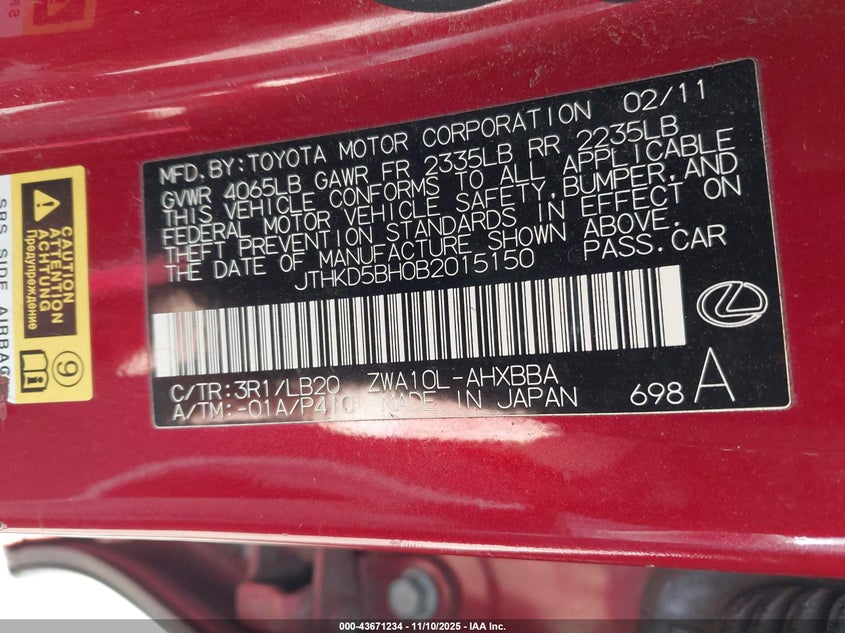 MFD.BY:TOYOTA MOTOR CORPORATION 02/11
GVWR 4065LB GAWR FR 2335LB RR 2235LB
THIS VEHICLE CONFORMS TO ALL APPLICABLE
FEDERAL MOTOR VEHICLE SAFETY, BUMPER, AND
THEFT PREVENTION STANDARDS IN EFFECT ON
THE DATE OF MANUFACTURE SHOWN ABOVE.
JTHKD5BH0B2015150 PASS.CAR
C/TR:3R1/LB20 ZWA10L-AHXBBA
A/TM:-01A/P410 MADE IN JAPAN 698 A
SRS SIDE AIRBAG
CAUTION
ATTENTION
ACHTUNG
Предупреждение
9
000-43671234 - 11/10/2025 - IAA Inc.